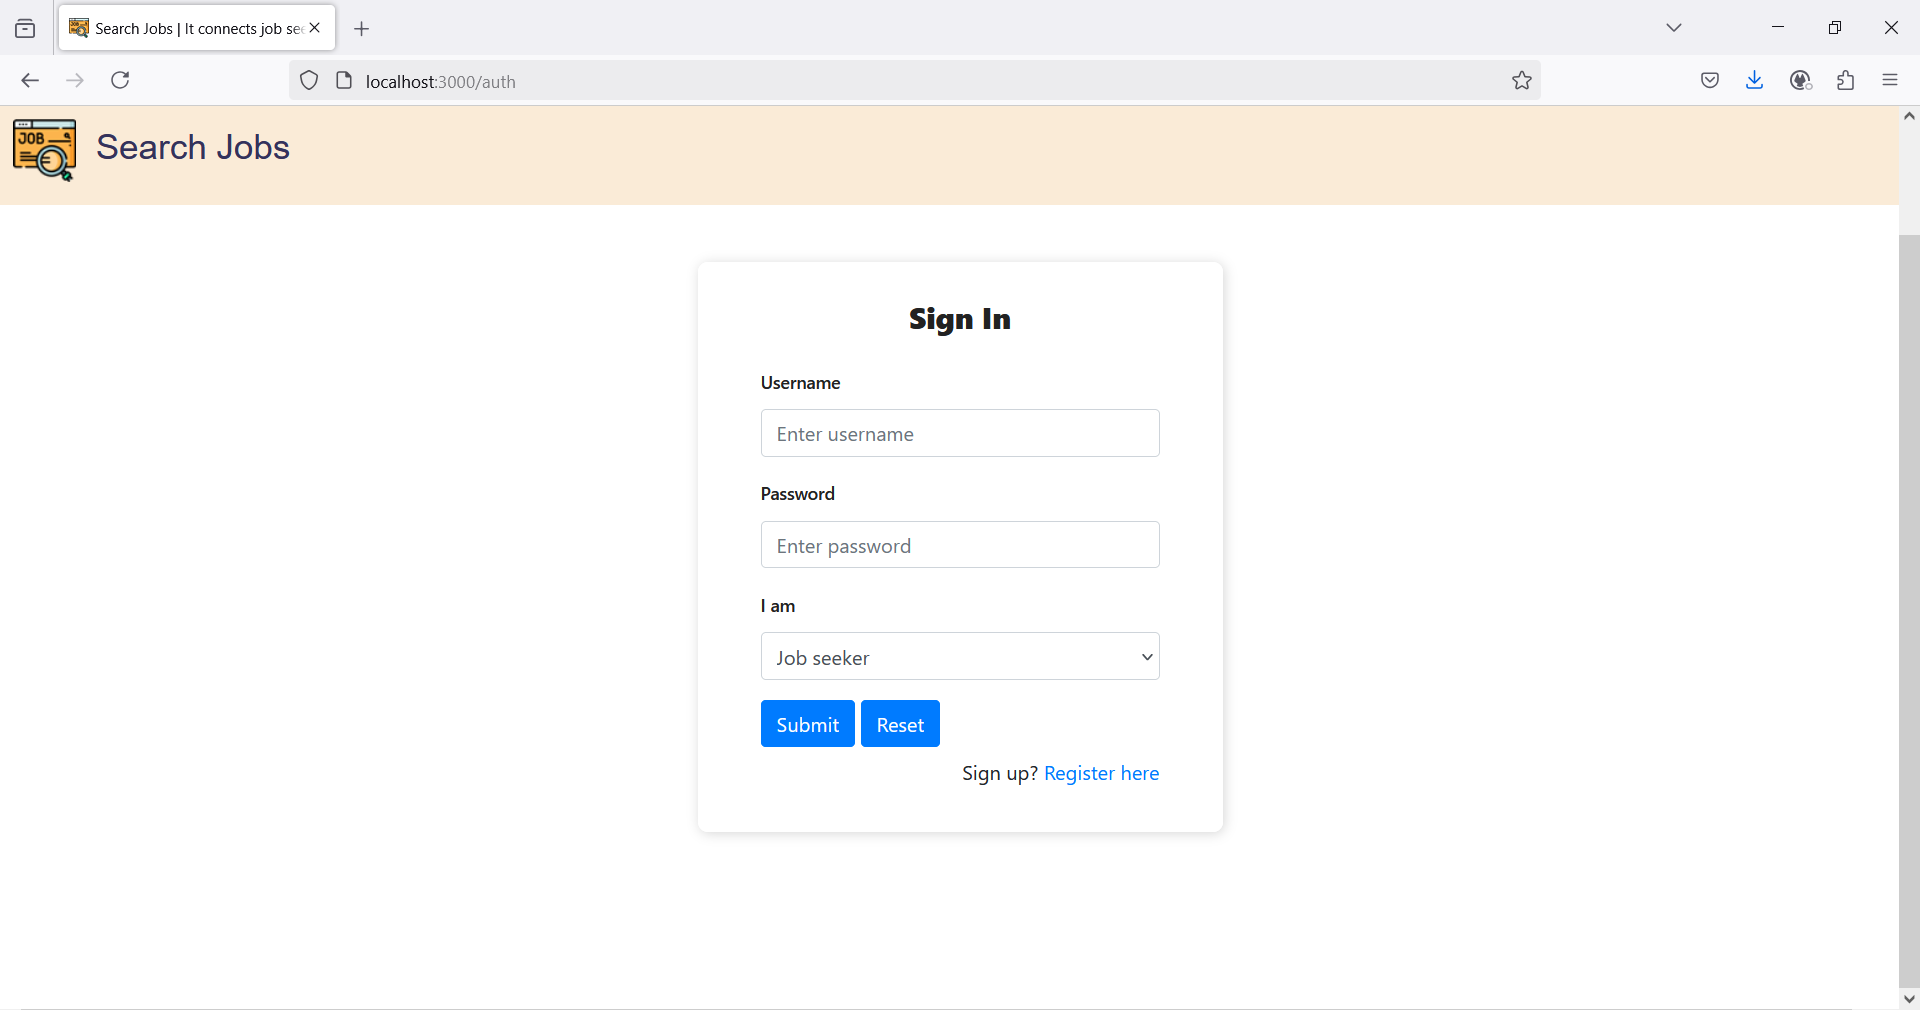 Search Jobs | It connects job see
localhost:3000/auth
JOB
Search Jobs
Sign In
Username
Enter username
Password
Enter password
I am
Job seeker
Submit Reset
Sign up? Register here